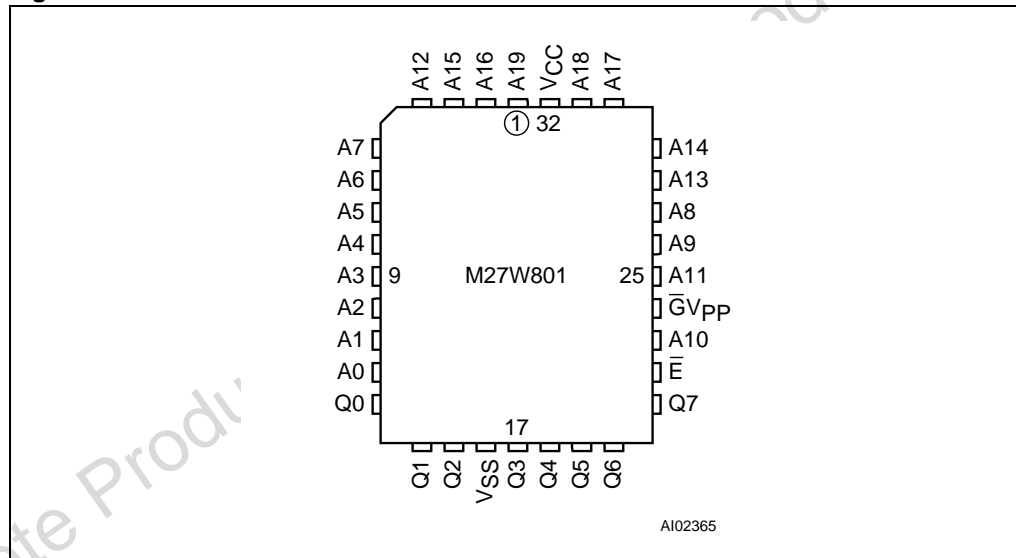 A12 A15 A16 A19 VCC A18 A17
1 32
A7 A14
A6 A13
A5 A8
A4 A9
A3 9 M27W801 25 A11
A2 G̅VPP
A1 A10
A0 E̅
Q0 Q7
17
Q1 Q2 VSS Q3 Q4 Q5 Q6
AI02365